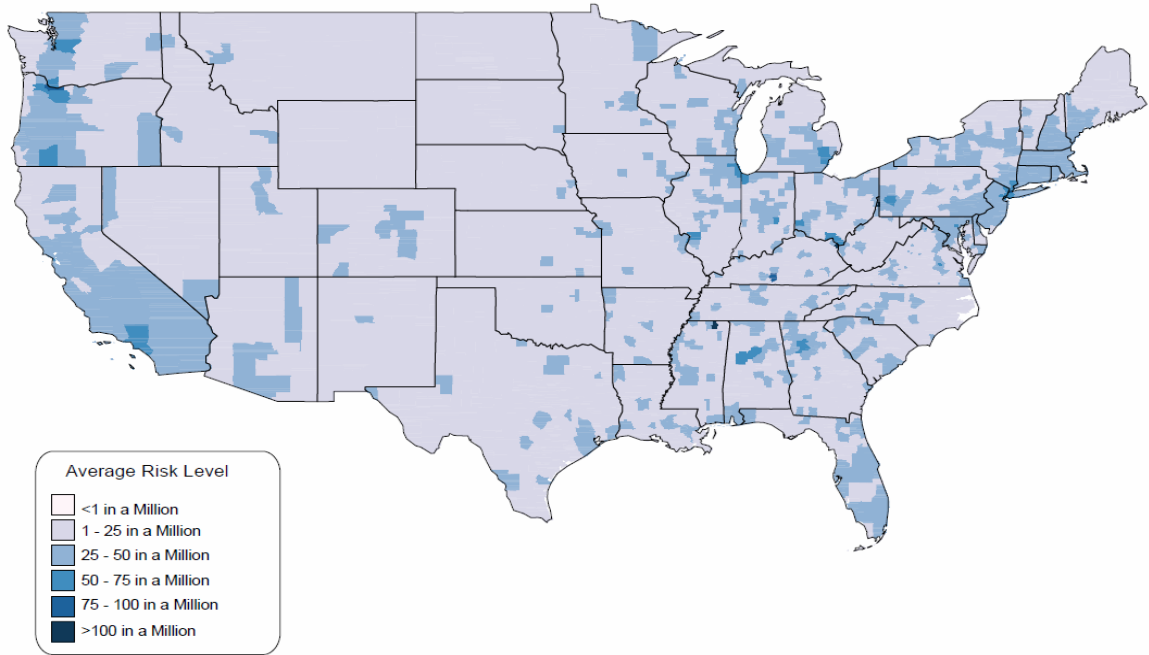 Average Risk Level
<1 in a Million
1 - 25 in a Million
25 - 50 in a Million
50 - 75 in a Million
75 - 100 in a Million
>100 in a Million